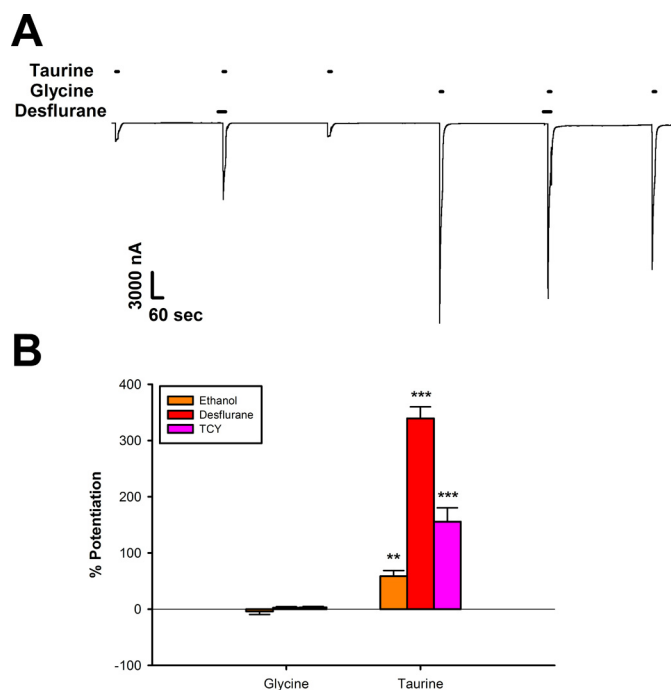 A
Taurine
Glycine
Desflurane
3000 nA
60 sec
B
400
300
200
100
0
-100
% Potentiation
Ethanol
Desflurane
TCY
***
***
**
Glycine
Taurine